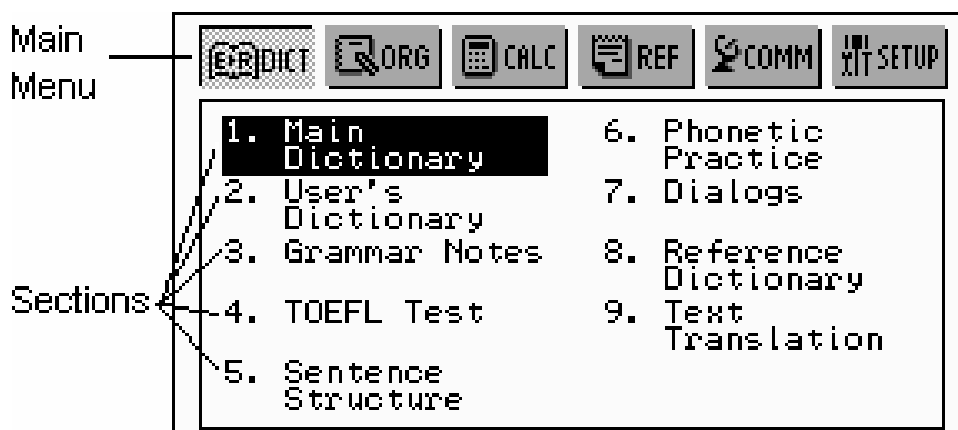 Main
Menu
E-R DICT ORG CALC REF COMM SETUP
1. Main
Dictionary
2. User's
Dictionary
3. Grammar Notes
4. TOEFL Test
5. Sentence
Structure
6. Phonetic
Practice
7. Dialogs
8. Reference
Dictionary
9. Text
Translation
Sections